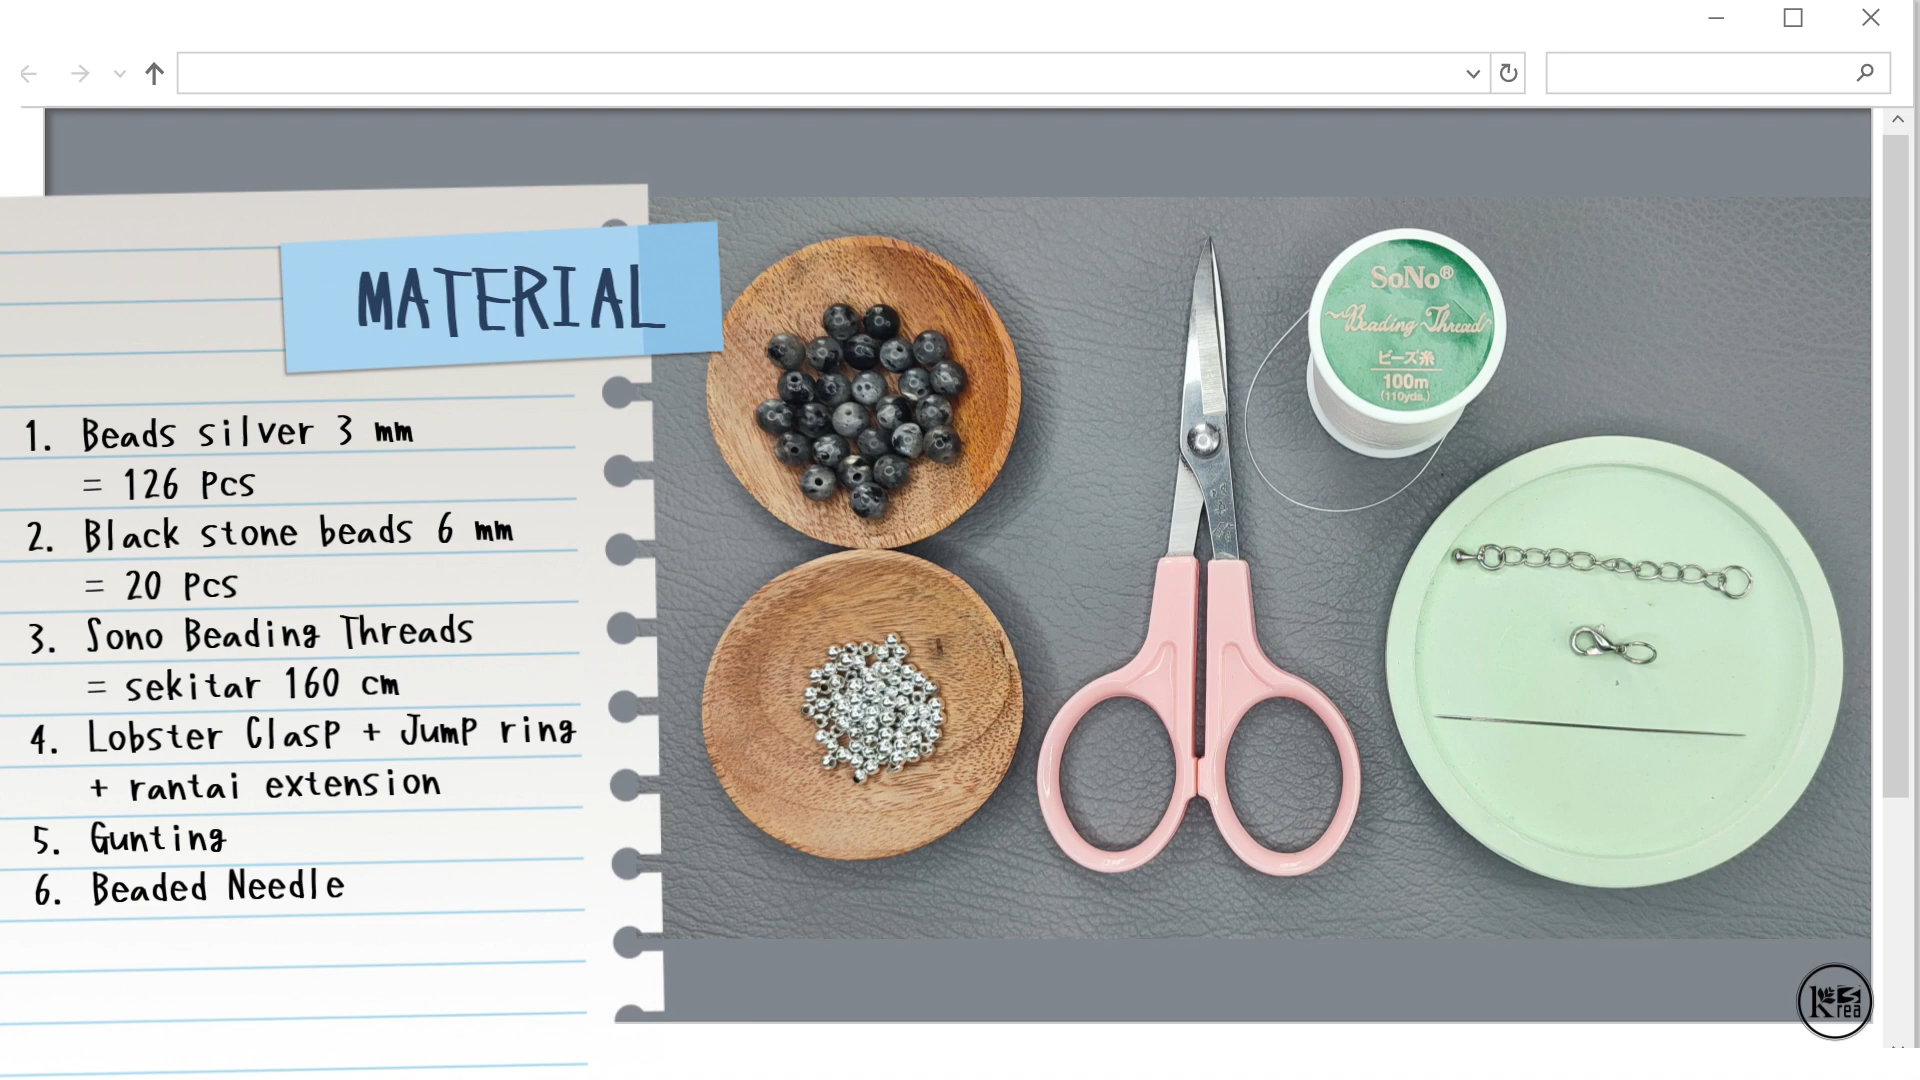 MATERIAL
1. Beads silver 3 mm
= 126 Pcs
2. Black stone beads 6 mm
= 20 Pcs
3. Sono Beading Threads
= sekitar 160 cm
4. Lobster Clasp + Jump ring
+ rantai extension
5. Gunting
6. Beaded Needle
SoNo®
Beading Thread
ビーズ糸
100m
(110yds.)
Krea